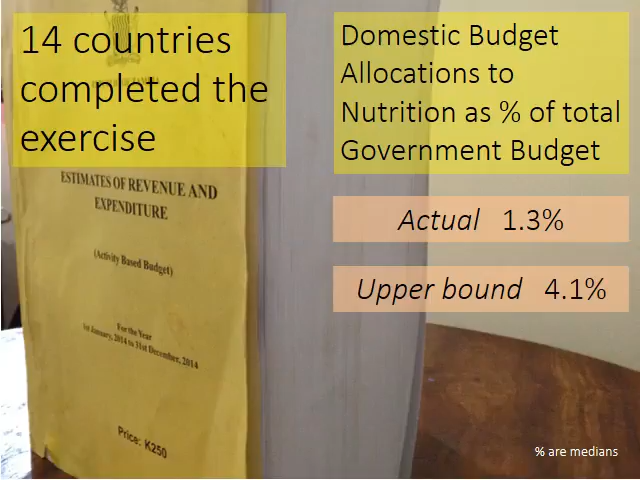 14 countries
completed the
exercise
Domestic Budget
Allocations to
Nutrition as % of total
Government Budget
Actual 1.3%
Upper bound 4.1%
ESTIMATES OF REVENUE AND
EXPENDITURE
(Activity Based Budget)
For the Year
1st January, 2014 to 31st December, 2014
Price: K250
% are medians